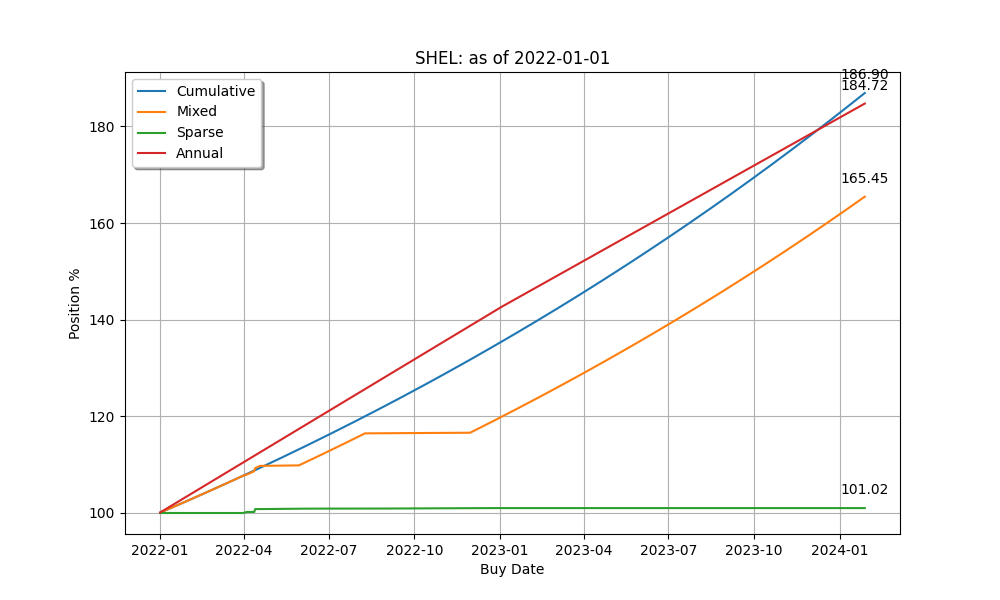 SHEL: as of 2022-01-01
186.90
184.72
165.45
101.02
Cumulative
Mixed
Sparse
Annual
Position %
180
160
140
120
100
2022-01 2022-04 2022-07 2022-10 2023-01 2023-04 2023-07 2023-10 2024-01
Buy Date